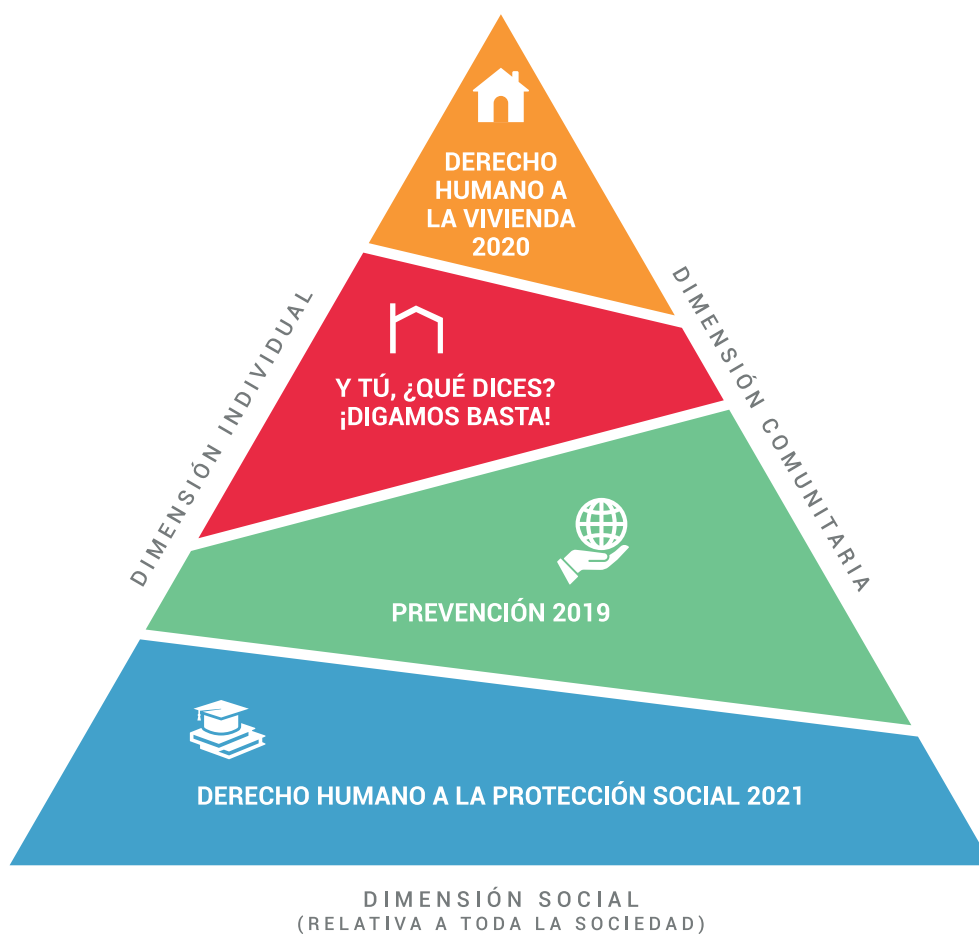 DERECHO
HUMANO A
LA VIVIENDA
2020
DIMENSIÓN INDIVIDUAL
DIMENSIÓN COMUNITARIA
Y TÚ, ¿QUÉ DICES?
¡DIGAMOS BASTA!
PREVENCIÓN 2019
DERECHO HUMANO A LA PROTECCIÓN SOCIAL 2021
DIMENSIÓN SOCIAL
(RELATIVA A TODA LA SOCIEDAD)